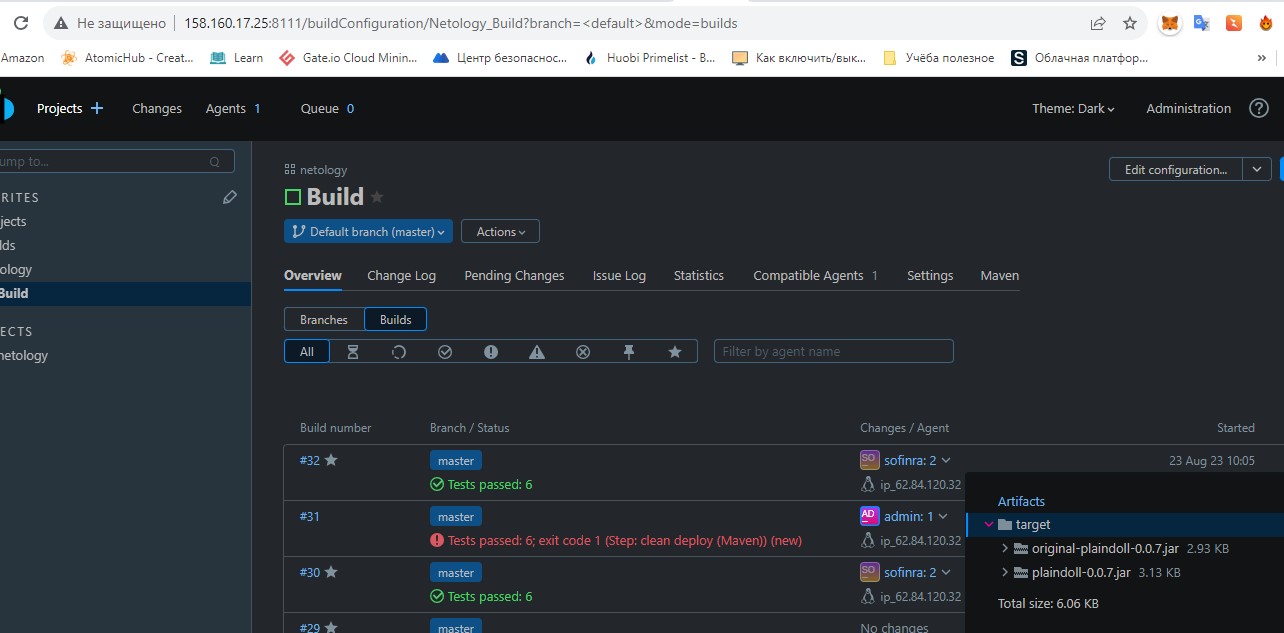 Не защищено 158.160.17.25:8111/buildConfiguration/Netology_Build?branch=<default>&mode=builds
Amazon AtomicHub - Creat... Learn Gate.io Cloud Minin... Центр безопаснос... Huobi Primelist - B... Как включить/вык... Учёба полезное Облачная платфор... »
Projects + Changes Agents 1 Queue 0 Theme: Dark Administration ?
ump to...
RITES
jects
lds
ology
Build
ECTS
netology
netology
Edit configuration...
Build
Default branch (master) Actions
Overview Change Log Pending Changes Issue Log Statistics Compatible Agents 1 Settings Maven
Branches Builds
All Filter by agent name
Build number Branch / Status Changes / Agent Started
#32 master SO sofinra: 2 23 Aug 23 10:05
Tests passed: 6 ip_62.84.120.32
#31 master AD admin: 1
Tests passed: 6; exit code 1 (Step: clean deploy (Maven)) (new) ip_62.84.120.32
#30 master SO sofinra: 2
Tests passed: 6 ip_62.84.120.32
#29 master No changes
Artifacts
target
original-plaindoll-0.0.7.jar 2.93 KB
plaindoll-0.0.7.jar 3.13 KB
Total size: 6.06 KB